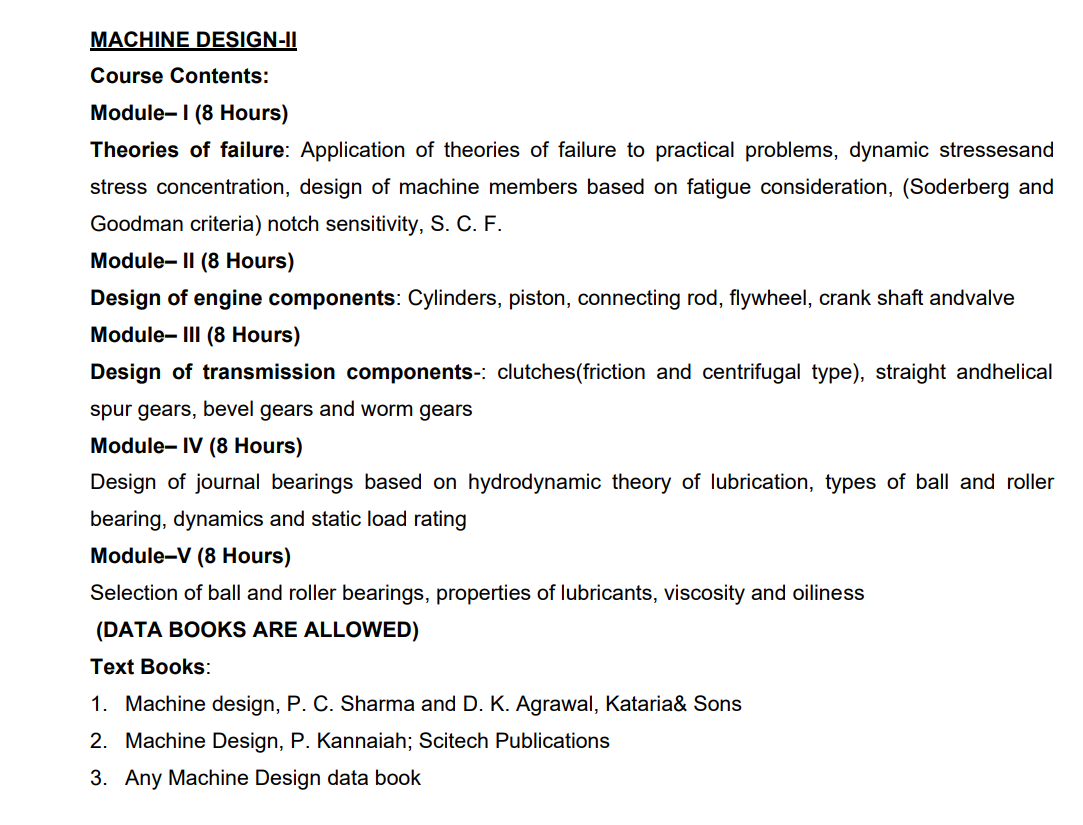 MACHINE DESIGN-II
Course Contents:
Module– I (8 Hours)
Theories of failure: Application of theories of failure to practical problems, dynamic stressesand
stress concentration, design of machine members based on fatigue consideration, (Soderberg and
Goodman criteria) notch sensitivity, S. C. F.
Module– II (8 Hours)
Design of engine components: Cylinders, piston, connecting rod, flywheel, crank shaft andvalve
Module– III (8 Hours)
Design of transmission components-: clutches(friction and centrifugal type), straight andhelical
spur gears, bevel gears and worm gears
Module– IV (8 Hours)
Design of journal bearings based on hydrodynamic theory of lubrication, types of ball and roller
bearing, dynamics and static load rating
Module–V (8 Hours)
Selection of ball and roller bearings, properties of lubricants, viscosity and oiliness
(DATA BOOKS ARE ALLOWED)
Text Books:
1. Machine design, P. C. Sharma and D. K. Agrawal, Kataria& Sons
2. Machine Design, P. Kannaiah; Scitech Publications
3. Any Machine Design data book